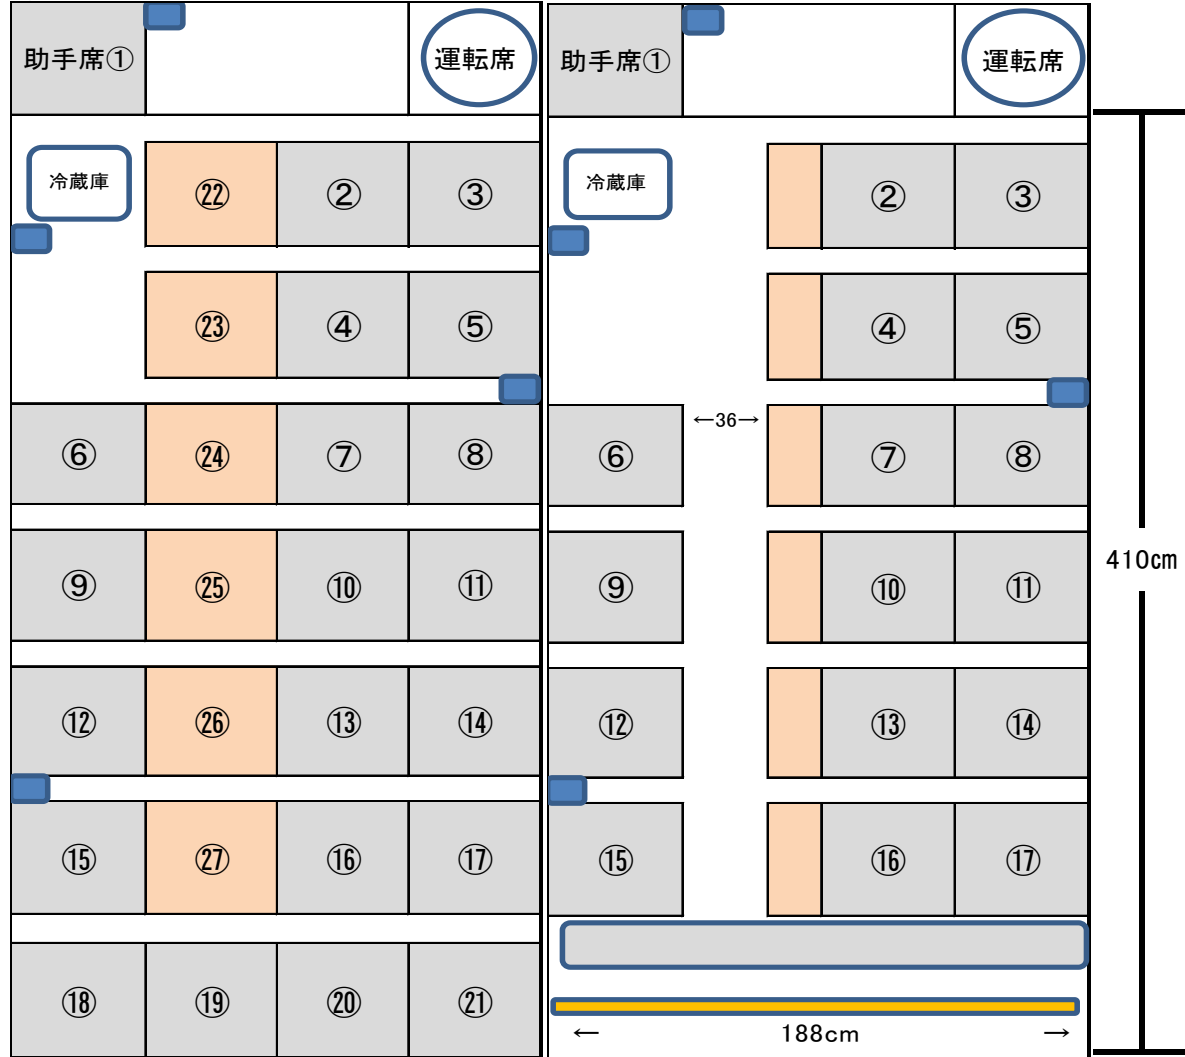 助手席① 運転席 助手席① 運転席
冷蔵庫 ㉒ ② ③ 冷蔵庫 ② ③
㉓ ④ ⑤ ④ ⑤
⑥ ㉔ ⑦ ⑧ ⑥ ←36→ ⑦ ⑧
⑨ ㉕ ⑩ ⑪ ⑨ ⑩ ⑪ 410㎝
⑫ ㉖ ⑬ ⑭ ⑫ ⑬ ⑭
⑮ ㉗ ⑯ ⑰ ⑮ ⑯ ⑰
⑱ ⑲ ⑳ ㉑
← 188cm →